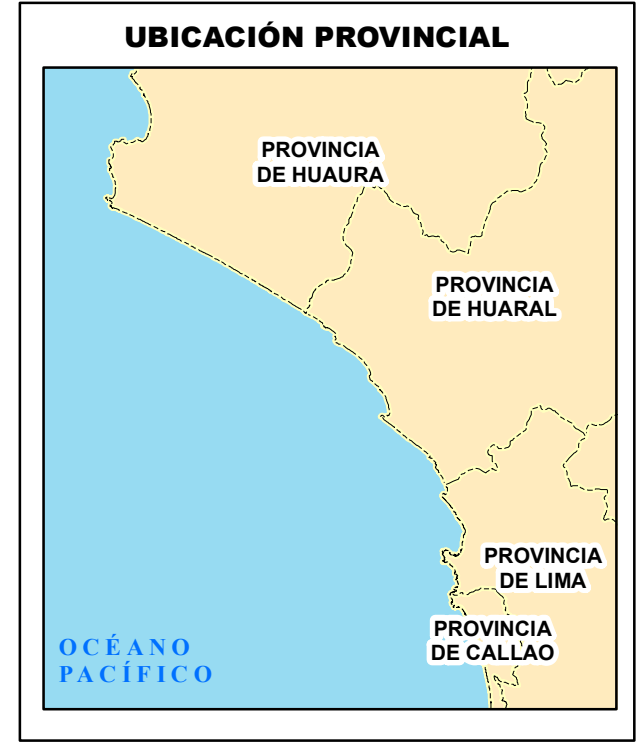 UBICACIÓN PROVINCIAL
PROVINCIA
DE HUAURA
PROVINCIA
DE HUARAL
PROVINCIA
DE LIMA
PROVINCIA
DE CALLAO
OCÉANO
PACÍFICO